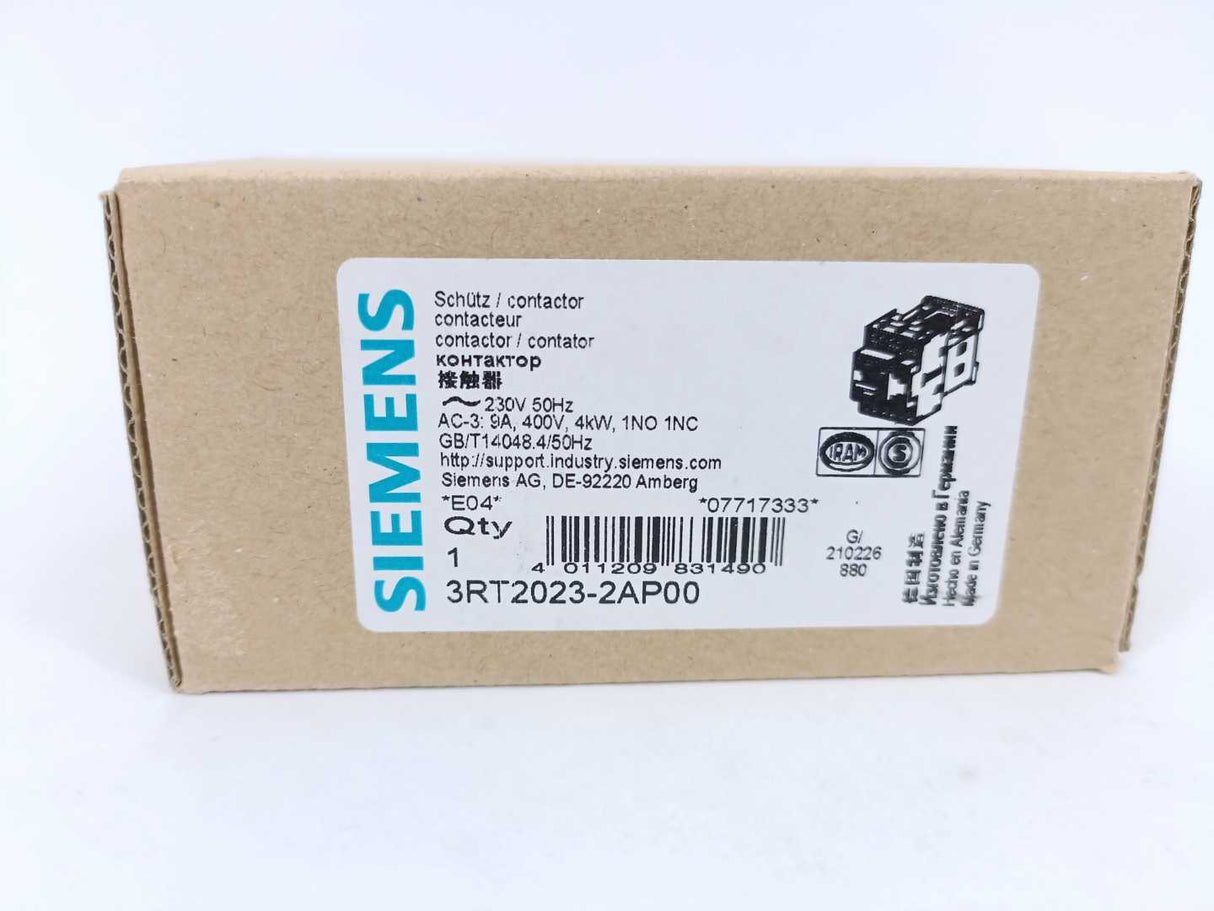 SIEMENS
Schütz / contactor
contacteur
contactor / contator
контактор
接触器
~ 230V 50Hz
AC-3: 9A, 400V, 4kW, 1NO 1NC
GB/T14048.4/50Hz
http://support.industry.siemens.com
Siemens AG, DE-92220 Amberg
*E04* *07717333*
Qty
1
4 011209 831490
3RT2023-2AP00
IRAM S
G/
210226
880
德国制造
Изготовлено в Германии
Hecho en Alemania
Made in Germany